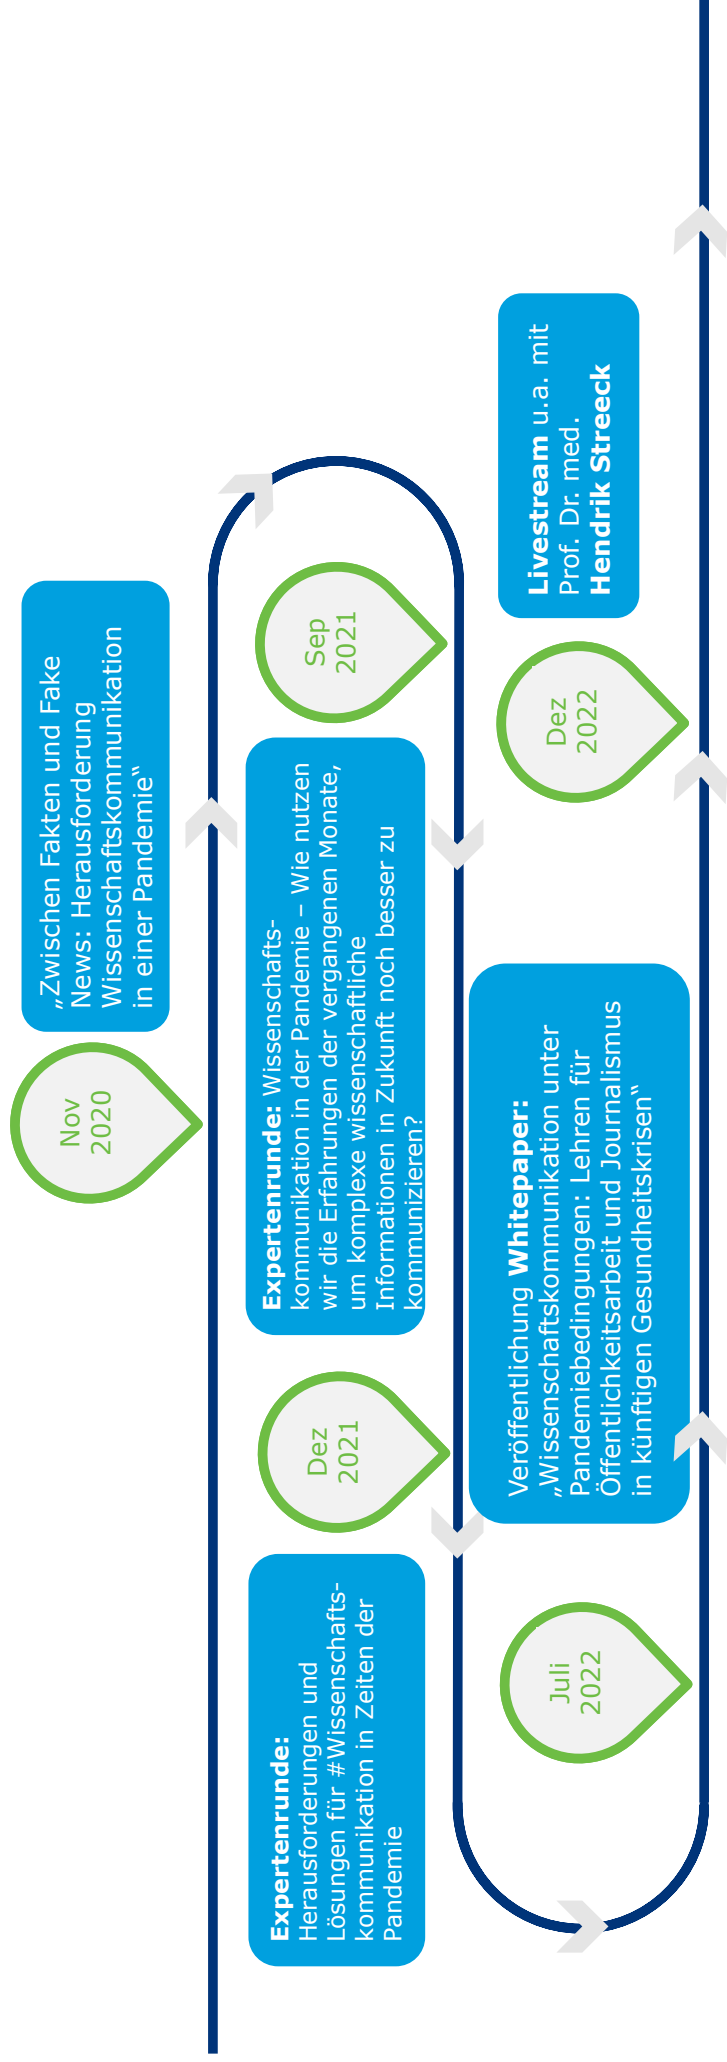 Nov
2020
„Zwischen Fakten und Fake
News: Herausforderung
Wissenschaftskommunikation
in einer Pandemie“
Sep
2021
Expertenrunde: Wissenschafts-
kommunikation in der Pandemie – Wie nutzen
wir die Erfahrungen der vergangenen Monate,
um komplexe wissenschaftliche
Informationen in Zukunft noch besser zu
kommunizieren?
Dez
2021
Expertenrunde:
Herausforderungen und
Lösungen für #Wissenschafts-
kommunikation in Zeiten der
Pandemie
Juli
2022
Veröffentlichung Whitepaper:
„Wissenschaftskommunikation unter
Pandemiebedingungen: Lehren für
Öffentlichkeitsarbeit und Journalismus
in künftigen Gesundheitskrisen“
Dez
2022
Livestream u.a. mit
Prof. Dr. med.
Hendrik Streeck